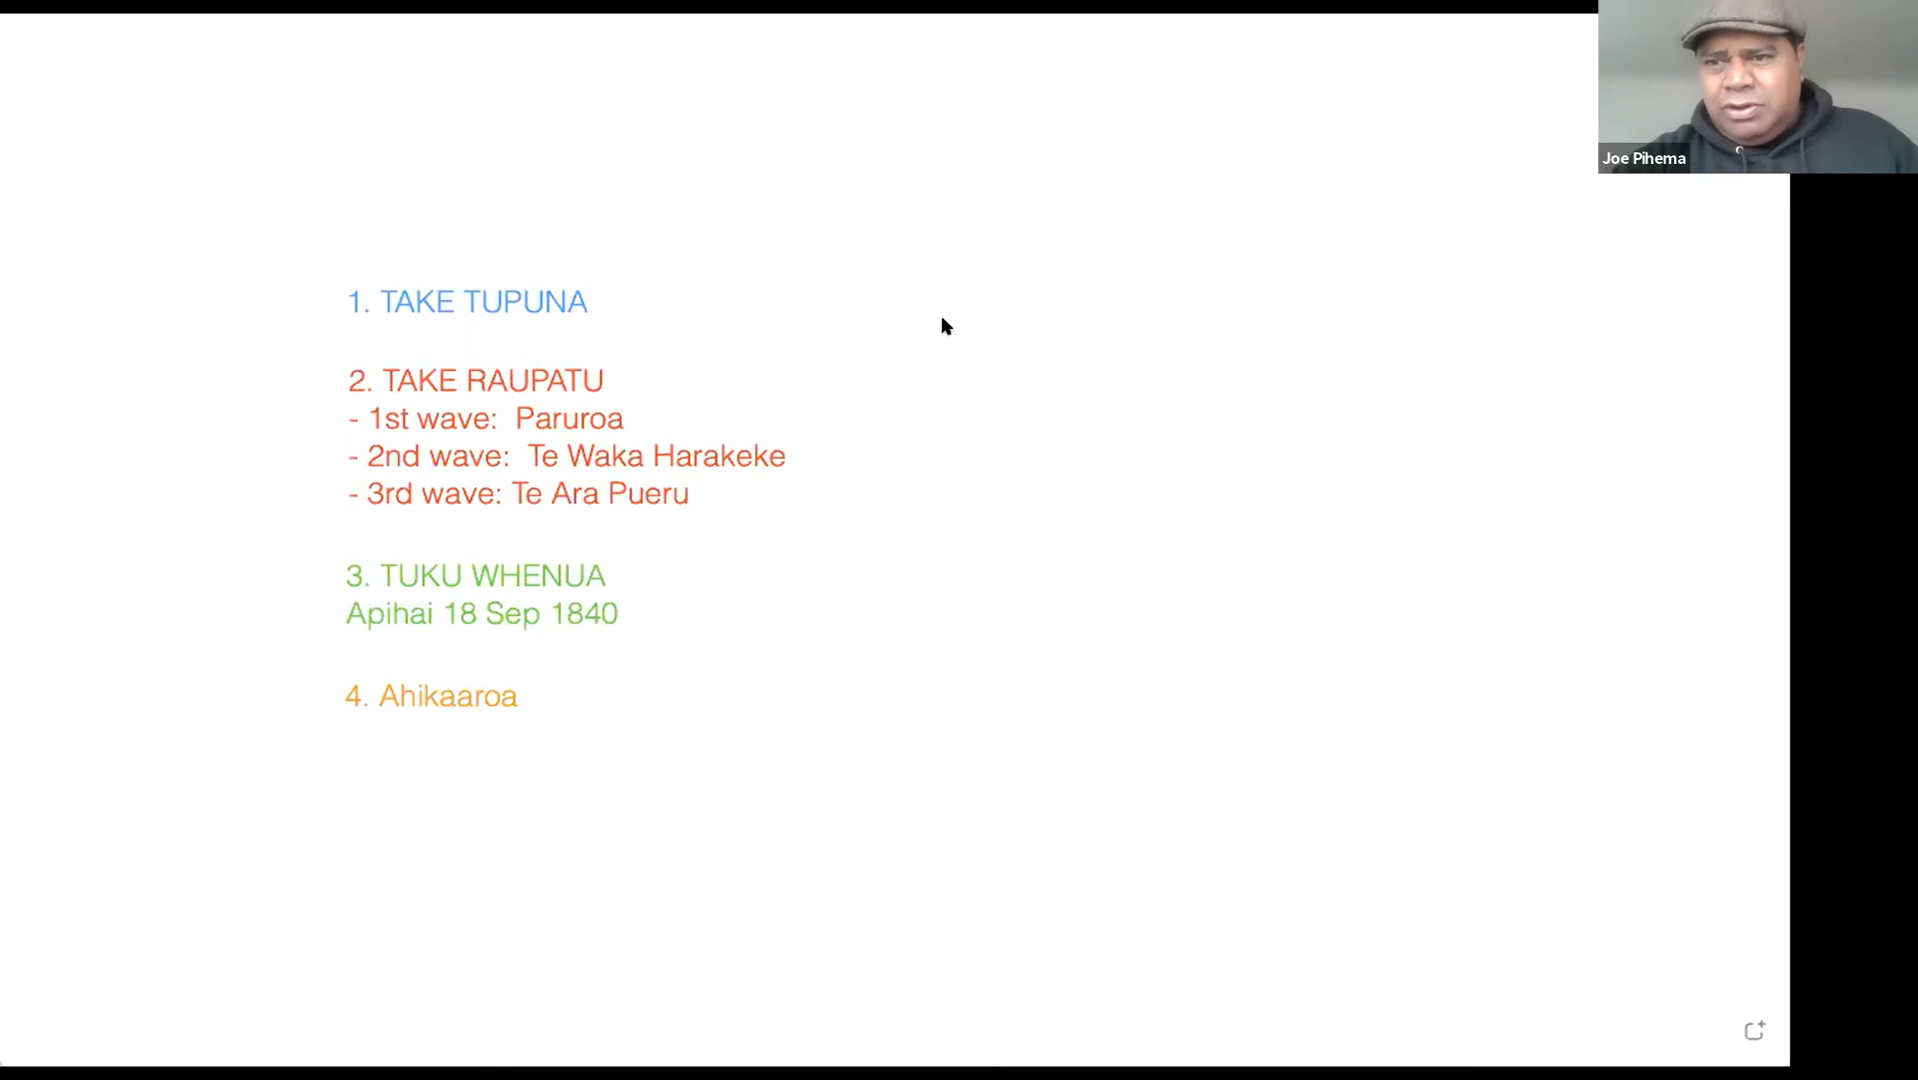 Joe Pihema
1. TAKE TUPUNA
2. TAKE RAUPATU
- 1st wave: Paruroa
- 2nd wave: Te Waka Harakeke
- 3rd wave: Te Ara Pueru
3. TUKU WHENUA
Apihai 18 Sep 1840
4. Ahikaaroa